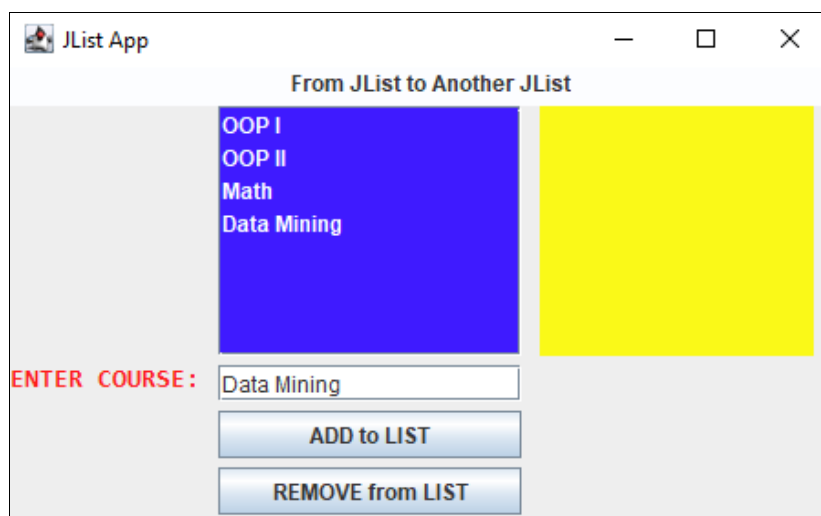 JList App
From JList to Another JList
OOP I
OOP II
Math
Data Mining
ENTER COURSE: Data Mining
ADD to LIST
REMOVE from LIST